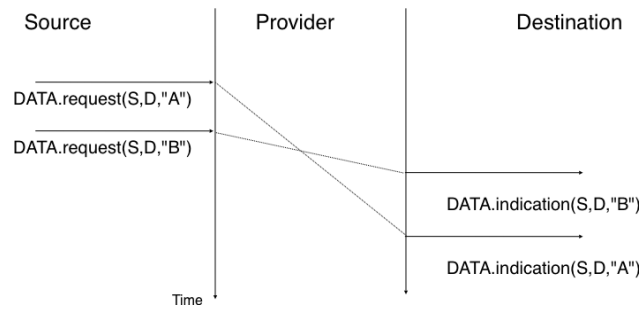 Source Provider Destination
DATA.request(S,D,"A")
DATA.request(S,D,"B")
DATA.indication(S,D,"B")
DATA.indication(S,D,"A")
Time